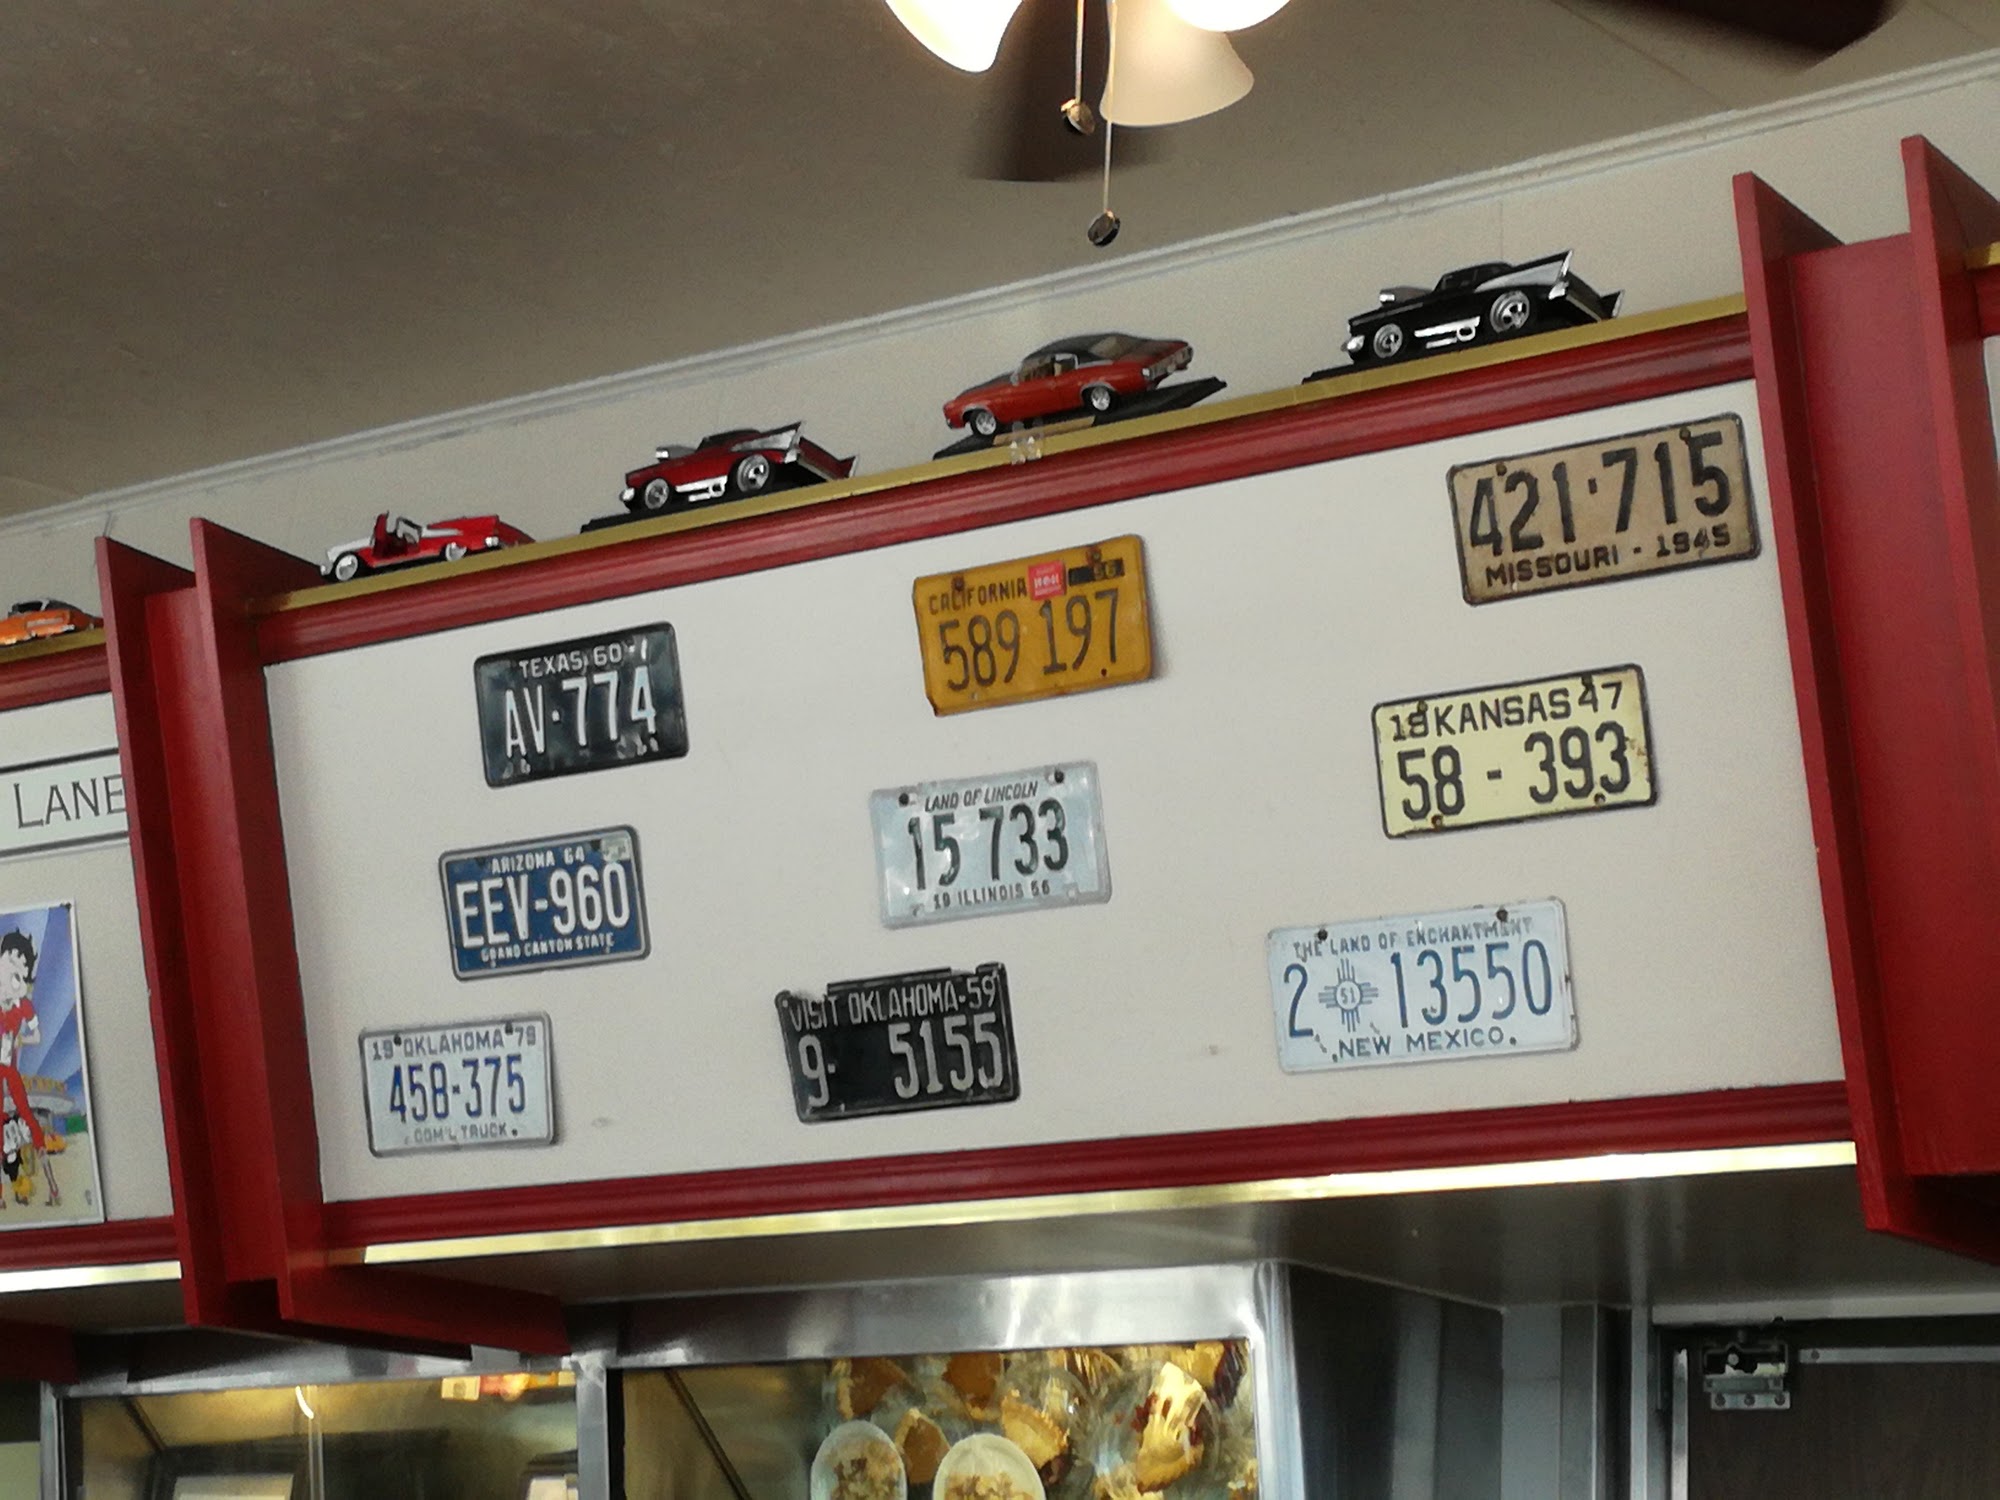 LANE
TEXAS 60
AV·774
ARIZONA 64
EEV-960
GRAND CANYON STATE
19 OKLAHOMA 79
458-375
COM'L TRUCK
CALIFORNIA 56
589 197
LAND OF LINCOLN
15 733
19 ILLINOIS 56
VISIT OKLAHOMA-59
9- 5155
421·715
MISSOURI - 1945
19 KANSAS 47
58 - 393
THE LAND OF ENCHANTMENT
2 51 13550
NEW MEXICO